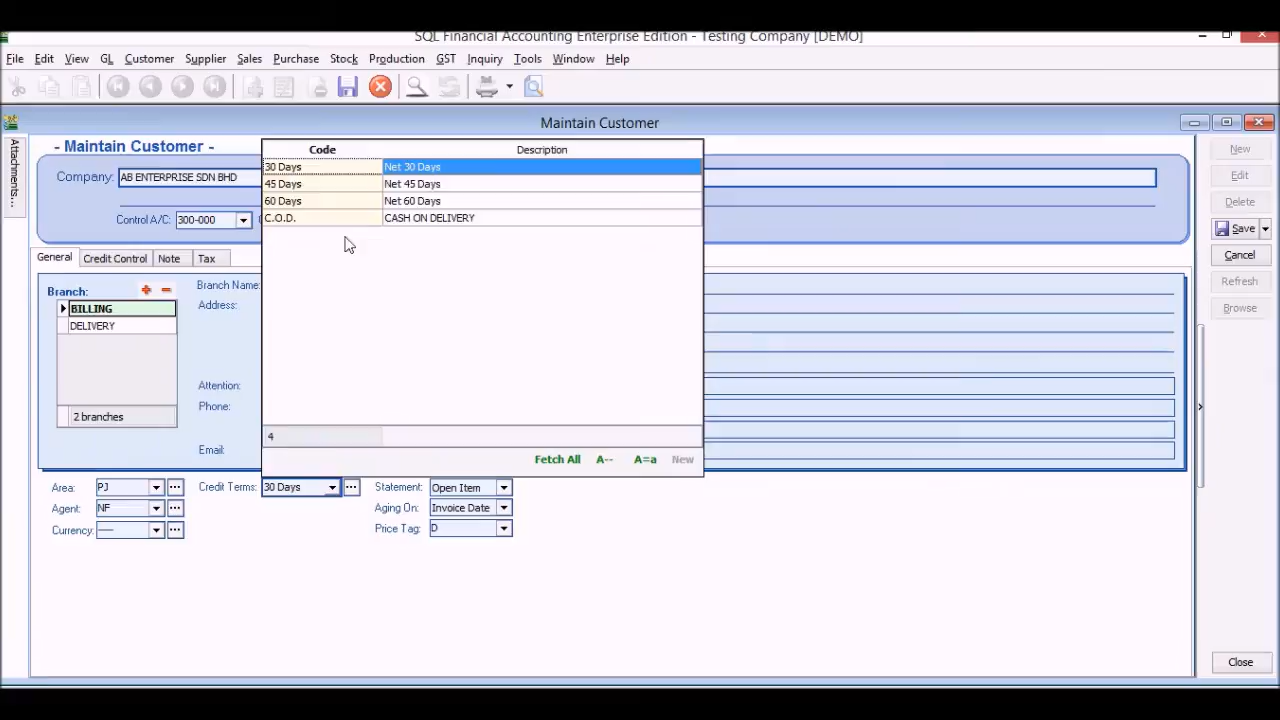 SQL Financial Accounting Enterprise Edition - Testing Company [DEMO]
File Edit View GL Customer Supplier Sales Purchase Stock Production GST Inquiry Tools Window Help
Maintain Customer
Attachments...
- Maintain Customer -
Company: AB ENTERPRISE SDN BHD
Control A/C: 300-000
General Credit Control Note Tax
Code Description
30 Days Net 30 Days
45 Days Net 45 Days
60 Days Net 60 Days
C.O.D. CASH ON DELIVERY
4
Fetch All A-- A=a New
Branch:
BILLING
DELIVERY
2 branches
Branch Name:
Address:
Attention:
Phone:
Email:
Area: PJ Credit Terms: 30 Days Statement: Open Item
Agent: NF Aging On: Invoice Date
Currency: ---- Price Tag: D
New
Edit
Delete
Save
Cancel
Refresh
Browse
Close